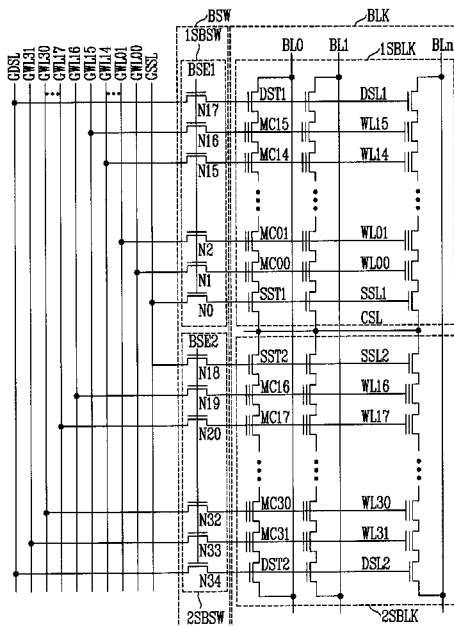 BSW
BLK
1SBSW
BL0 BL1 BLn
GDSL GWL31 GWL30 ... GWL17 GWL16 GWL15 GWL14 ... GWL01 GWL00 GSSL
BSE1
1SBLK
N17 DST1 DSL1
N16 MC15 WL15
N15 MC14 WL14
N2 MC01 WL01
N1 MC00 WL00
N0 SST1 SSL1
CSL
BSE2
N18 SST2 SSL2
N19 MC16 WL16
N20 MC17 WL17
N32 MC30 WL30
N33 MC31 WL31
N34 DST2 DSL2
2SBSW
2SBLK